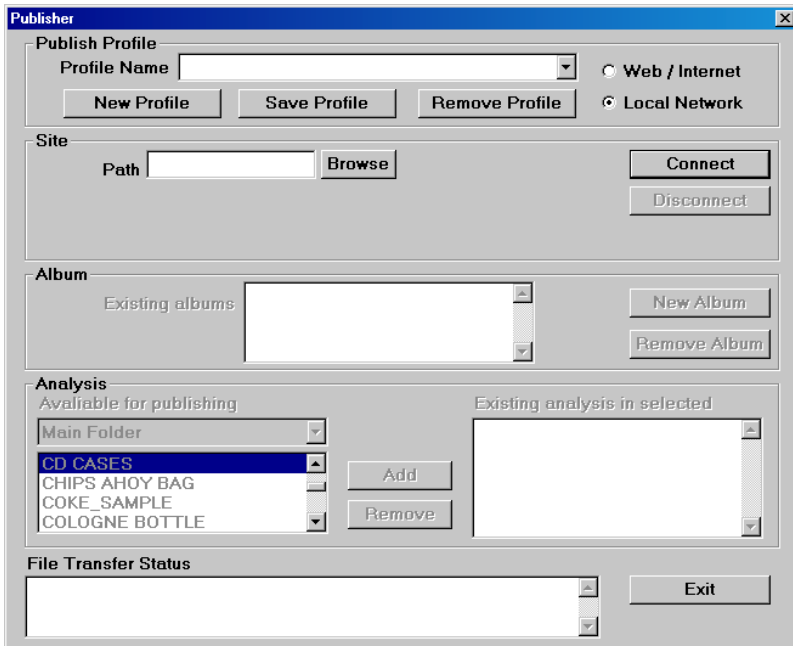 Publisher
Publish Profile
Profile Name
Web / Internet
New Profile Save Profile Remove Profile Local Network
Site
Path Browse Connect
Disconnect
Album
Existing albums New Album
Remove Album
Analysis
Avaliable for publishing Existing analysis in selected
Main Folder
CD CASES
CHIPS AHOY BAG Add
COKE_SAMPLE
COLOGNE BOTTLE Remove
File Transfer Status
Exit